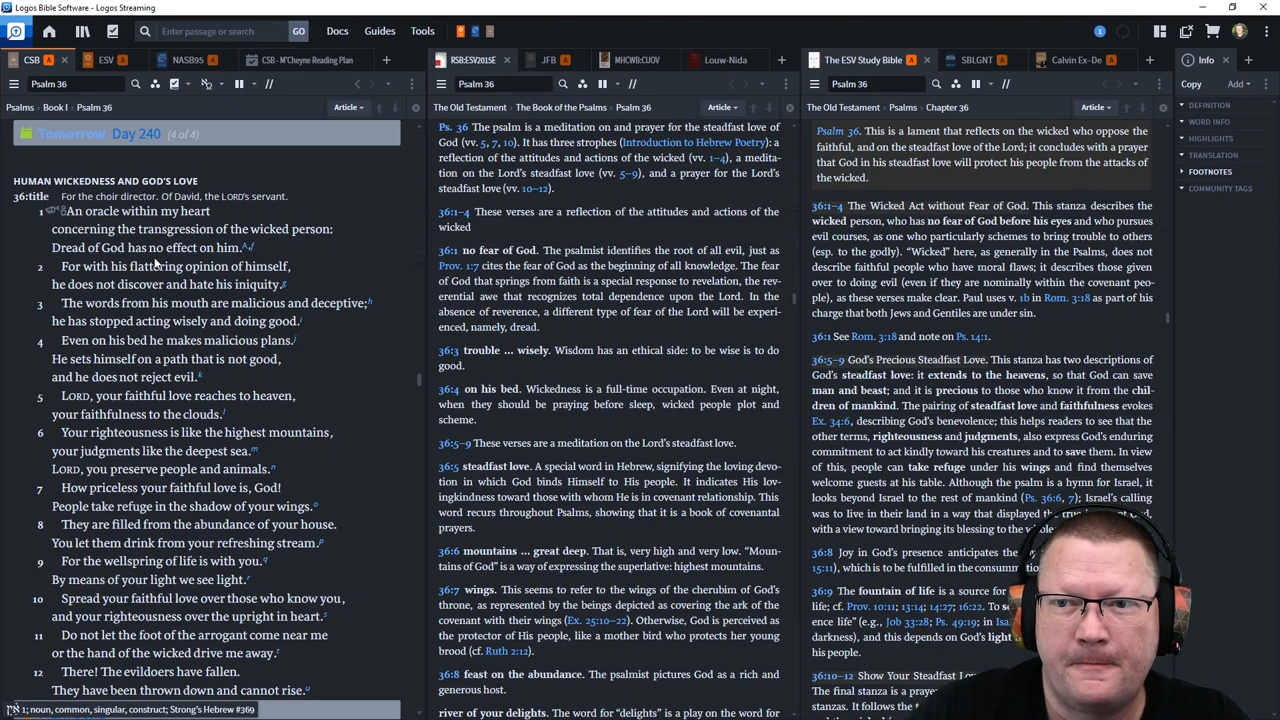 Logos Bible Software - Logos Streaming
Search
GO
Docs
Guides
Tools
1
CSB
ESV
NASB95
CSB - M'Cheyne Reading Plan
Psalm 36
Psalms > Book I > Psalm 36
Article
Tomorrow Day 240 (4 of 4)
HUMAN WICKEDNESS AND GOD'S LOVE
36:title For the choir director. Of David, the LORD's servant.
1 An oracle within my heart
concerning the transgression of the wicked person:
Dread of God has no effect on him.A,f
2 For with his flattering opinion of himself,
he does not discover and hate his iniquity.g
3 The words from his mouth are malicious and deceptive;h
he has stopped acting wisely and doing good.i
4 Even on his bed he makes malicious plans.j
He sets himself on a path that is not good,
and he does not reject evil.k
5 LORD, your faithful love reaches to heaven,
your faithfulness to the clouds.l
6 Your righteousness is like the highest mountains,
your judgments like the deepest sea.m
LORD, you preserve people and animals.n
7 How priceless your faithful love is, God!
People take refuge in the shadow of your wings.o
8 They are filled from the abundance of your house.
You let them drink from your refreshing stream.p
9 For the wellspring of life is with you.q
By means of your light we see light.r
10 Spread your faithful love over those who know you,
and your righteousness over the upright in heart.s
11 Do not let the foot of the arrogant come near me
or the hand of the wicked drive me away.t
12 There! The evildoers have fallen.
They have been thrown down and cannot rise.u
1; noun, common, singular, construct; Strong's Hebrew #369
RSB:ESV2015E
JFB
MHCWB:CUOV
Louw-Nida
Psalm 36
The Old Testament > The Book of the Psalms > Psalm 36
Article
Ps. 36 The psalm is a meditation on and prayer for the steadfast love of
God (vv. 5, 7, 10). It has three strophes (Introduction to Hebrew Poetry): a
reflection of the attitudes and actions of the wicked (vv. 1–4), a medita-
tion on the Lord's steadfast love (vv. 5–9), and a prayer for the Lord's
steadfast love (vv. 10–12).
36:1–4 These verses are a reflection of the attitudes and actions of the
wicked
36:1 no fear of God. The psalmist identifies the root of all evil, just as
Prov. 1:7 cites the fear of God as the beginning of all knowledge. The fear
of God that springs from faith is a special response to revelation, the rev-
erential awe that recognizes total dependence upon the Lord. In the
absence of reverence, a different type of fear of the Lord will be experi-
enced, namely, dread.
36:3 trouble ... wisely. Wisdom has an ethical side: to be wise is to do
good.
36:4 on his bed. Wickedness is a full-time occupation. Even at night,
when they should be praying before sleep, wicked people plot and
scheme.
36:5–9 These verses are a meditation on the Lord's steadfast love.
36:5 steadfast love. A special word in Hebrew, signifying the loving devo-
tion in which God binds Himself to His people. It indicates His lov-
ingkindness toward those with whom He is in covenant relationship. This
word recurs throughout Psalms, showing that it is a book of covenantal
prayers.
36:6 mountains ... great deep. That is, very high and very low. “Moun-
tains of God” is a way of expressing the superlative: highest mountains.
36:7 wings. This seems to refer to the wings of the cherubim of God's
throne, as represented by the beings depicted as covering the ark of the
covenant with their wings (Ex. 25:10–22). Otherwise, God is perceived as
the protector of His people, like a mother bird who protects her young
brood (cf. Ruth 2:12).
36:8 feast on the abundance. The psalmist pictures God as a rich and
generous host.
river of your delights. The word for “delights” is a play on the word for
The ESV Study Bible
SBLGNT
Calvin Ex–De
Psalm 36
The Old Testament > Psalms > Chapter 36
Article
Psalm 36. This is a lament that reflects on the wicked who oppose the
faithful, and on the steadfast love of the Lord; it concludes with a prayer
that God in his steadfast love will protect his people from the attacks of
the wicked.
36:1–4 The Wicked Act without Fear of God. This stanza describes the
wicked person, who has no fear of God before his eyes and who pursues
evil courses, as one who particularly schemes to bring trouble to others
(esp. to the godly). “Wicked” here, as generally in the Psalms, does not
describe faithful people who have moral flaws; it describes those given
over to doing evil (even if they are nominally within the covenant peo-
ple), as these verses make clear. Paul uses v. 1b in Rom. 3:18 as part of his
charge that both Jews and Gentiles are under sin.
36:1 See Rom. 3:18 and note on Ps. 14:1.
36:5–9 God's Precious Steadfast Love. This stanza has two descriptions of
God's steadfast love: it extends to the heavens, so that God can save
man and beast; and it is precious to those who know it from the chil-
dren of mankind. The pairing of steadfast love and faithfulness evokes
Ex. 34:6, describing God's benevolence; this helps readers to see that the
other terms, righteousness and judgments, also express God's enduring
commitment to act kindly toward his creatures and to save them. In view
of this, people can take refuge under his wings and find themselves
welcome guests at his table. Although the psalm is a hymn for Israel, it
looks beyond Israel to the rest of mankind (Ps. 36:6, 7); Israel's calling
was to live in their land in a way that displayed the true
with a view toward bringing its blessing to the whole
36:8 Joy in God's presence anticipates the
15:11), which is to be fulfilled in the consumm
36:9 The fountain of life is a source for
life; cf. Prov. 10:11; 13:14; 14:27; 16:22. To
ence life” (e.g., Job 33:28; Ps. 49:19; in co
darkness), and this depends on God's light
his people.
36:10–12 Show Your Steadfast Lo
The final stanza is a prayer
wicked. It follows the
Info
Copy
Add
DEFINITION
WORD INFO
HIGHLIGHTS
TRANSLATION
FOOTNOTES
COMMUNITY TAGS